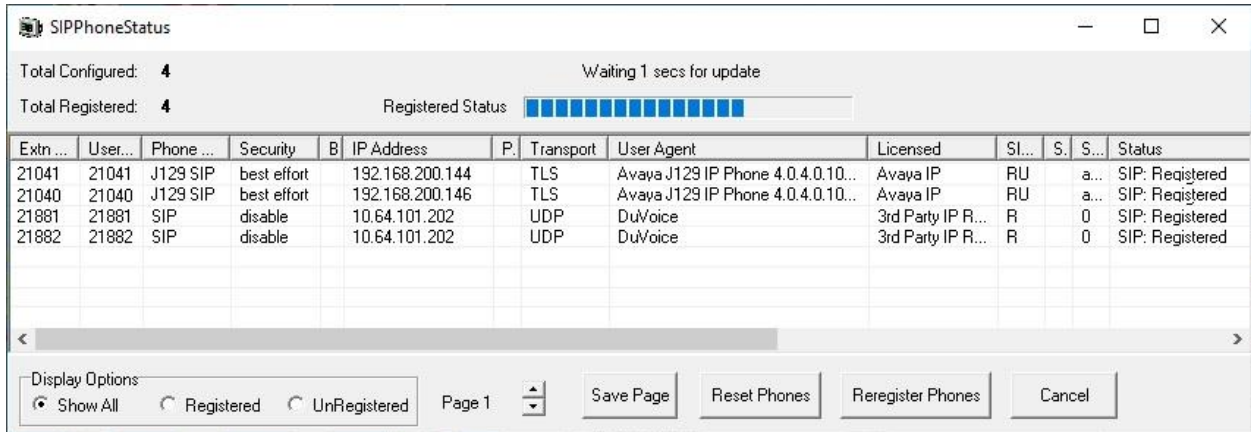 SIPPhoneStatus
Total Configured: 4 Waiting 1 secs for update
Total Registered: 4 Registered Status
Extn ... User... Phone ... Security B IP Address P. Transport User Agent Licensed SI... S. S... Status
21041 21041 J129 SIP best effort 192.168.200.144 TLS Avaya J129 IP Phone 4.0.4.0.10... Avaya IP RU a... SIP: Registered
21040 21040 J129 SIP best effort 192.168.200.146 TLS Avaya J129 IP Phone 4.0.4.0.10... Avaya IP RU a... SIP: Registered
21881 21881 SIP disable 10.64.101.202 UDP DuVoice 3rd Party IP R... R 0 SIP: Registered
21882 21882 SIP disable 10.64.101.202 UDP DuVoice 3rd Party IP R... R 0 SIP: Registered
Display Options
Show All Registered UnRegistered Page 1 Save Page Reset Phones Reregister Phones Cancel